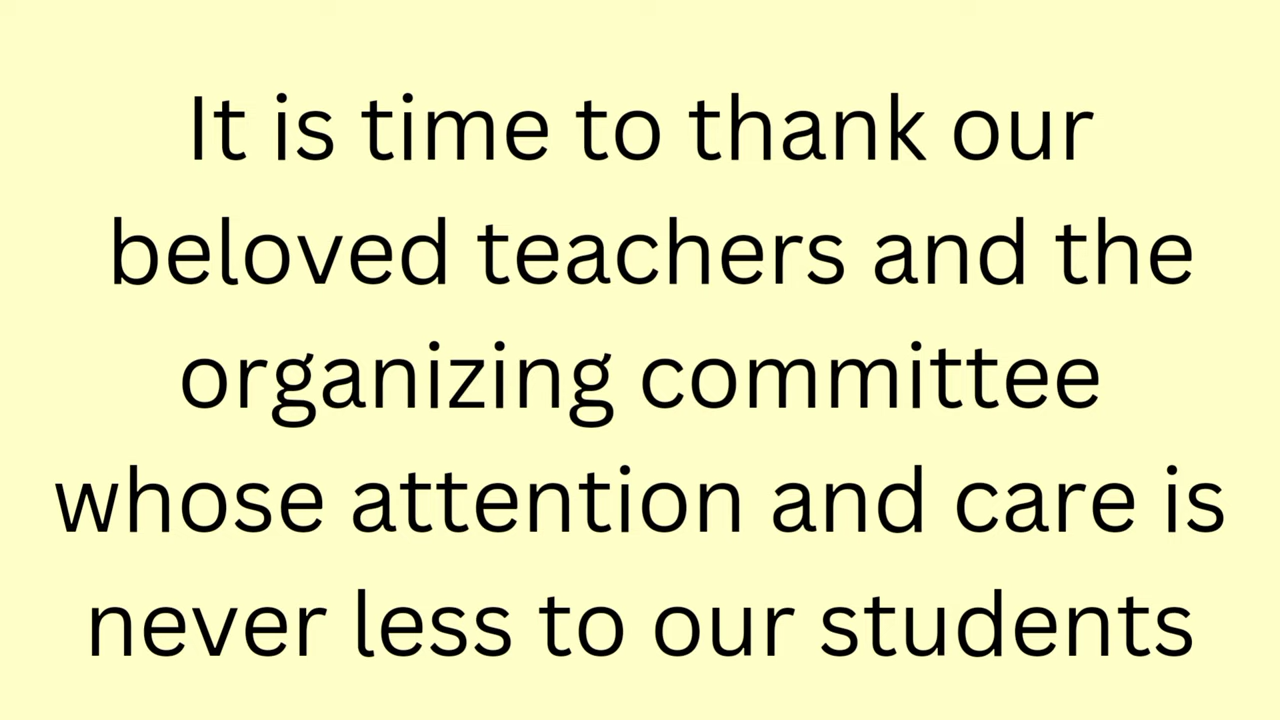 It is time to thank our
beloved teachers and the
organizing committee
whose attention and care is
never less to our students